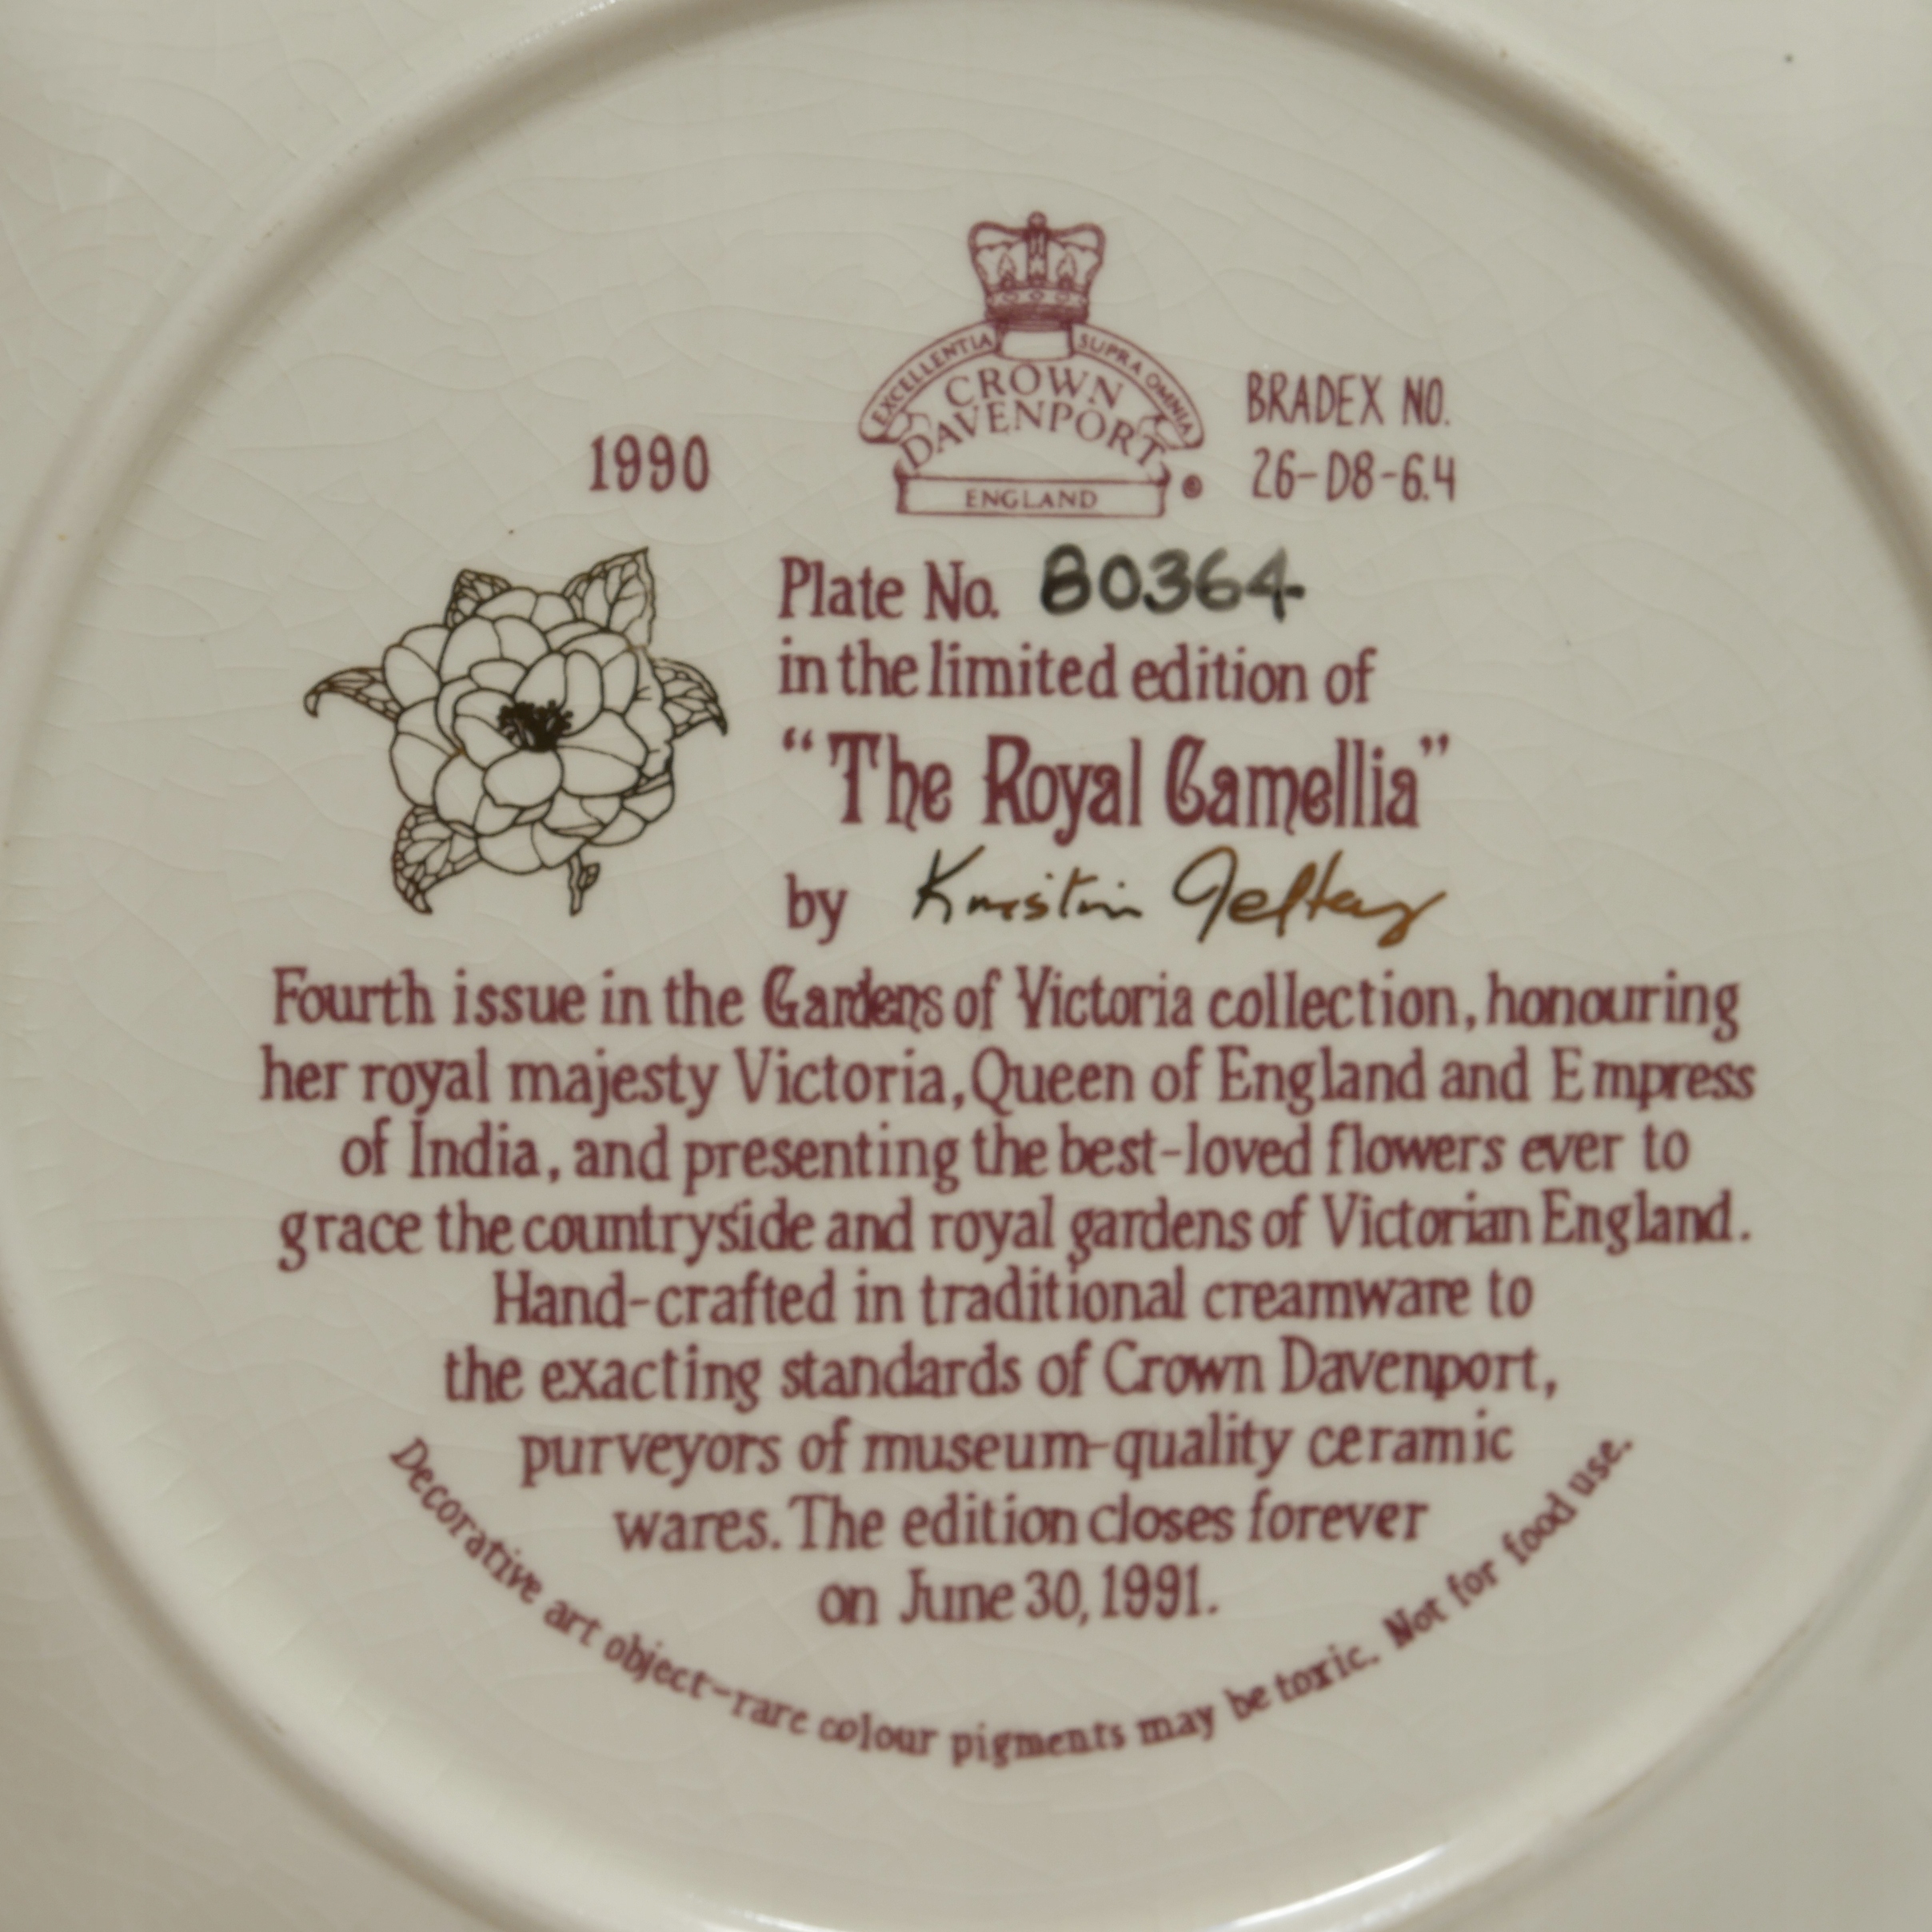 EXCELLENTIA SUPRA OMNIA
CROWN
DAVENPORT
ENGLAND
®
1990
BRADEX NO.
26-D8-6.4
Plate No. 80364
in the limited edition of
"The Royal Camellia"
by
Fourth issue in the Gardens of Victoria collection, honouring
her royal majesty Victoria, Queen of England and Empress
of India, and presenting the best-loved flowers ever to
grace the countryside and royal gardens of Victorian England.
Hand-crafted in traditional creamware to
the exacting standards of Crown Davenport,
purveyors of museum-quality ceramic
wares. The edition closes forever
on June 30, 1991.
Decorative art object-rare colour pigments may be toxic. Not for food use.